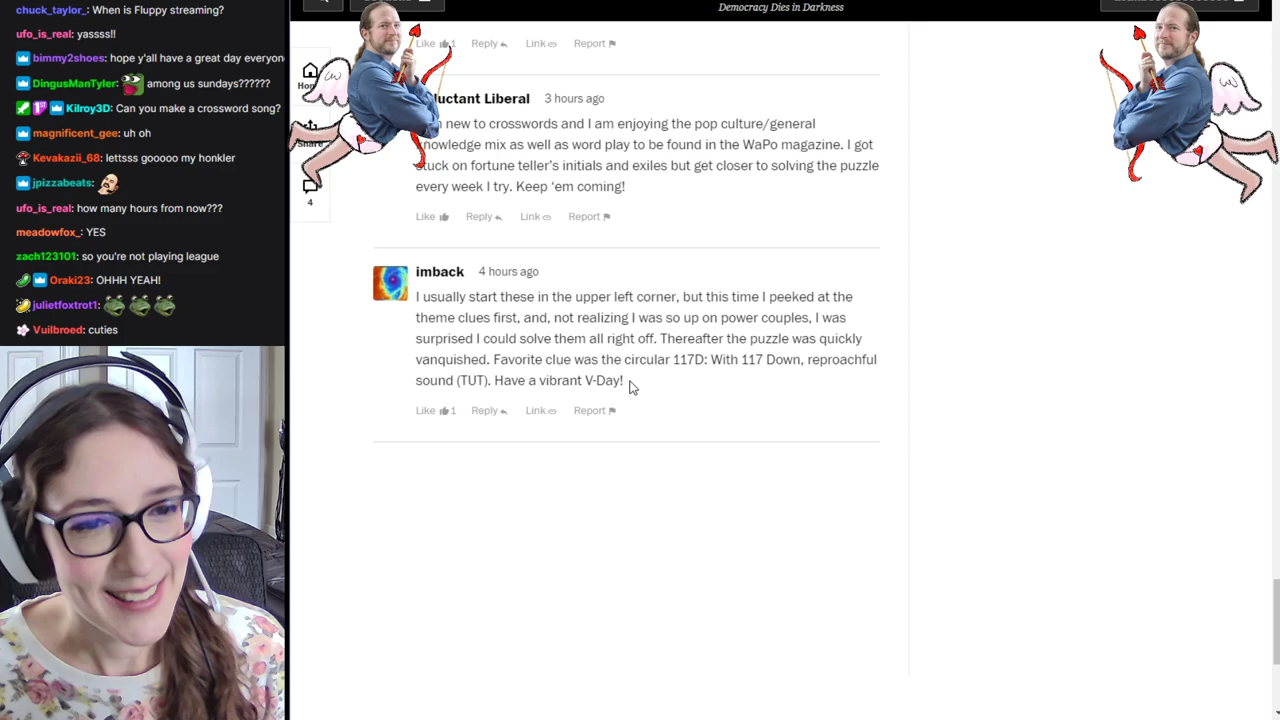 chuck_taylor_: When is Fluppy streaming?
ufo_is_real: yassss!!
bimmy2shoes: hope y'all have a great day everyon
DingusManTyler: among us sundays??????
Kilroy3D: Can you make a crossword song?
magnificent_gee: uh oh
Kevakazii_68: lettsss gooooo my honkler
jpizzabeats:
ufo_is_real: how many hours from now???
meadowfox_: YES
zach123101: so you're not playing league
Oraki23: OHHH YEAH!
julietfoxtrot1:
Vuilbroed: cuties
Democracy Dies in Darkness
Like 1 Reply Link Report
Liberal 3 hours ago
new to crosswords and I am enjoying the pop culture/general
knowledge mix as well as word play to be found in the WaPo magazine. I got
stuck on fortune teller's initials and exiles but get closer to solving the puzzle
every week I try. Keep 'em coming!
Like Reply Link Report
4
imback 4 hours ago
I usually start these in the upper left corner, but this time I peeked at the
theme clues first, and, not realizing I was so up on power couples, I was
surprised I could solve them all right off. Thereafter the puzzle was quickly
vanquished. Favorite clue was the circular 117D: With 117 Down, reproachful
sound (TUT). Have a vibrant V-Day!
Like 1 Reply Link Report